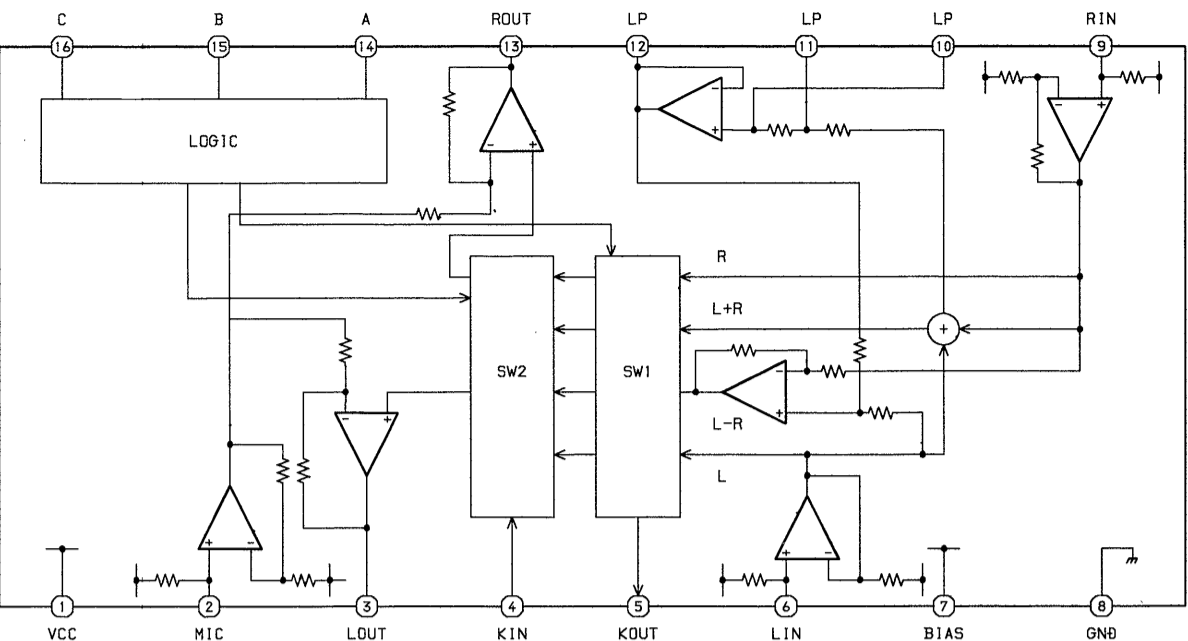 C B A ROUT LP LP LP RIN
16 15 14 13 12 11 10 9
LOGIC
- +
-
+
- +
R
L+R
+
SW2 SW1
-
+
L-R
- +
L
+ -
+ -
1 2 3 4 5 6 7 8
VCC MIC LOUT KIN KOUT LIN BIAS GND